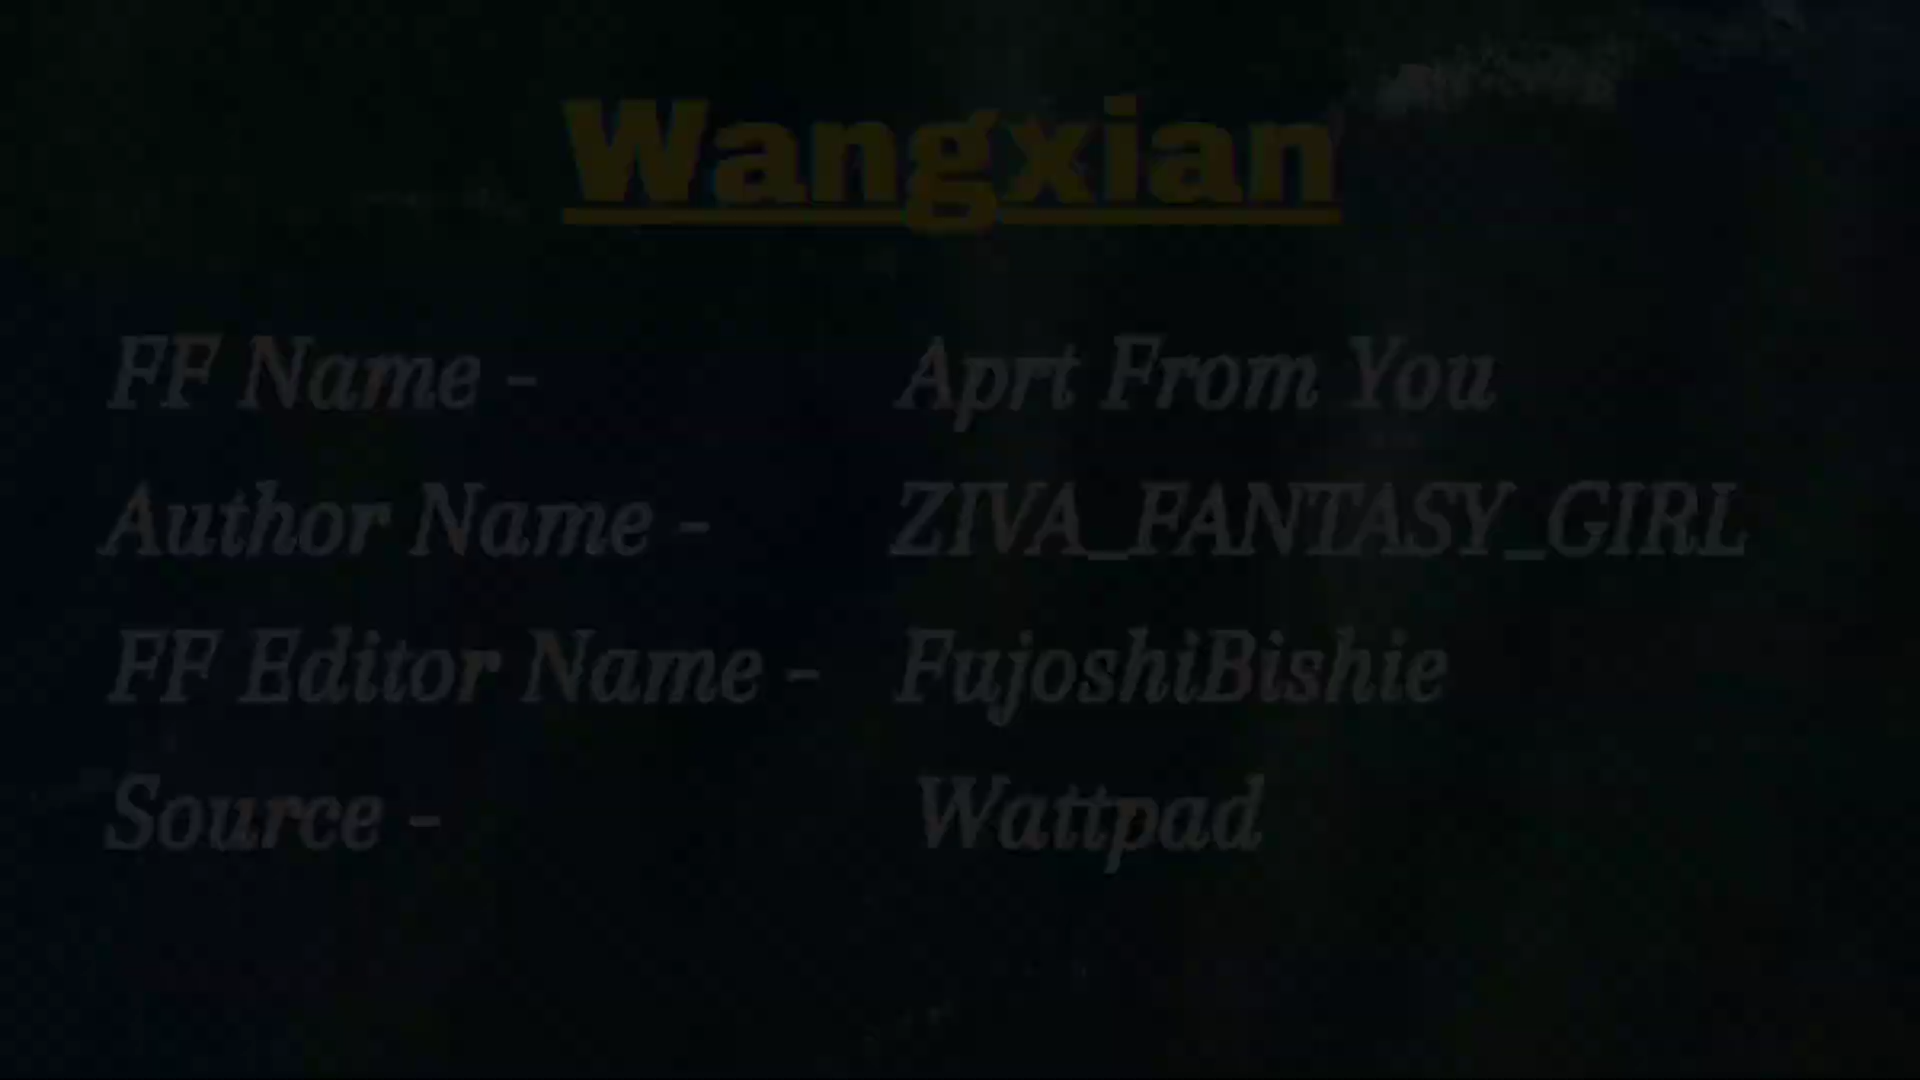 Wangxian
FF Name - Aprt From You
Author Name - ZIVA_FANTASY_GIRL
FF Editor Name - FujoshiBishie
Source - Wattpad